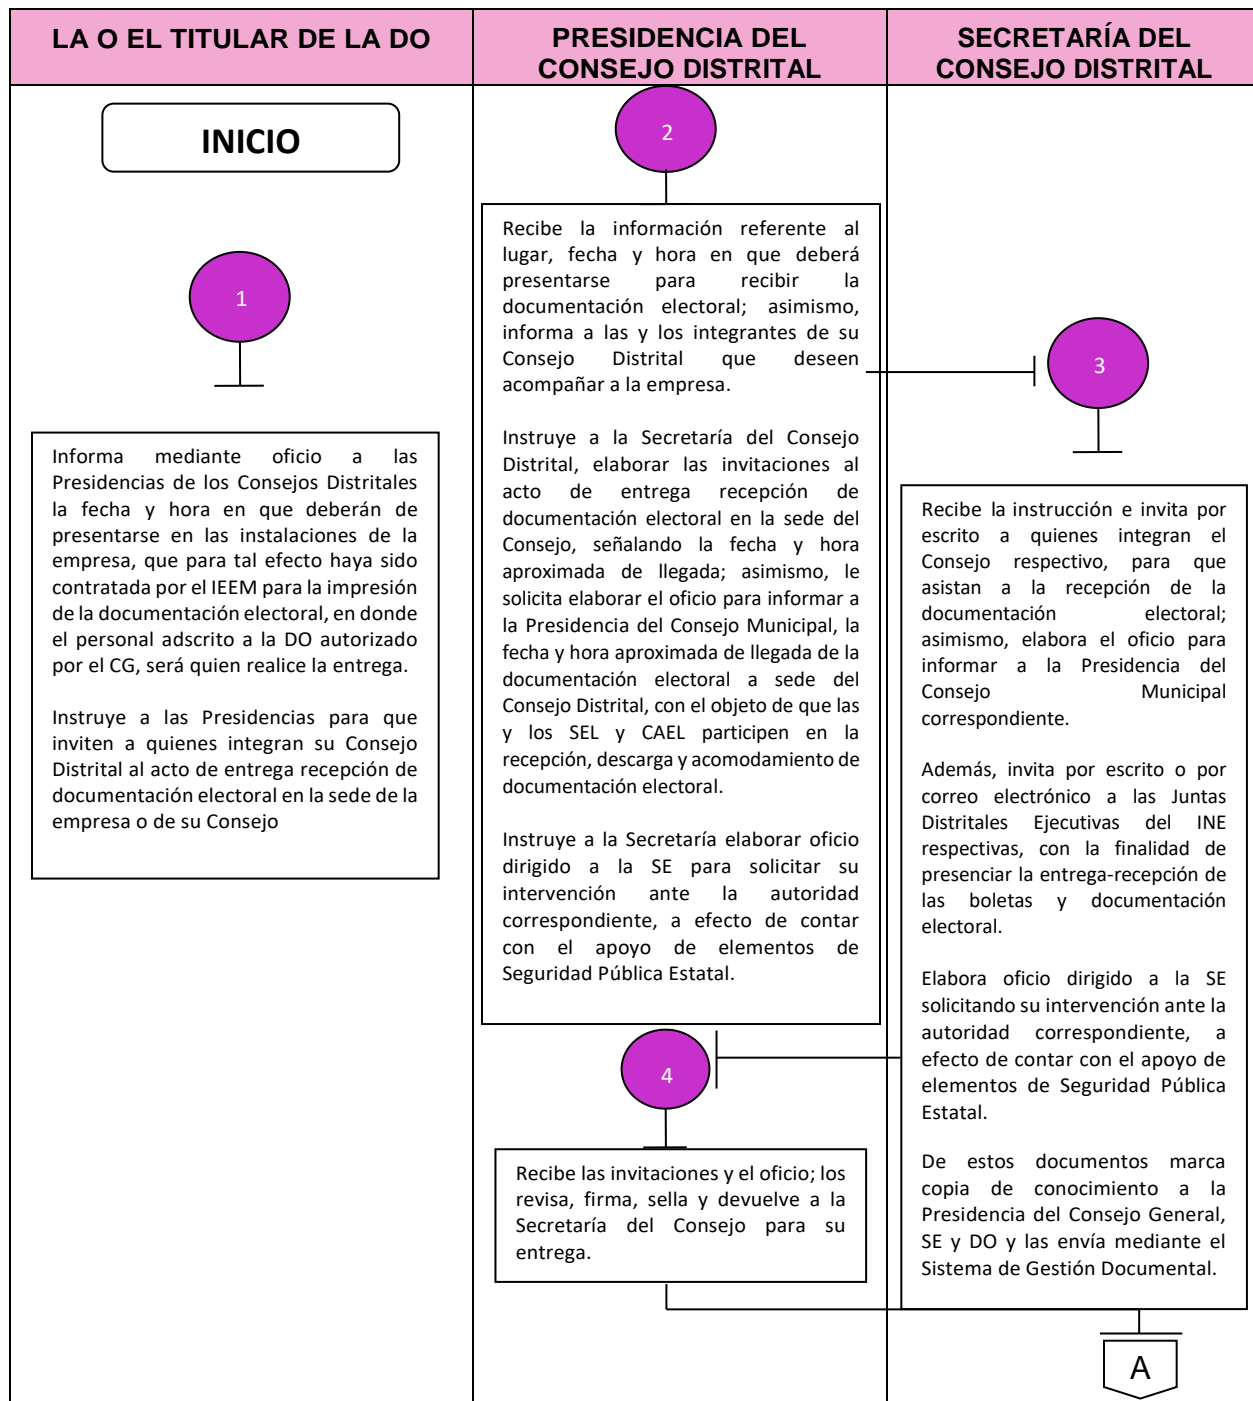 LA O EL TITULAR DE LA DO
PRESIDENCIA DEL
CONSEJO DISTRITAL
SECRETARÍA DEL
CONSEJO DISTRITAL
INICIO
1
Informa mediante oficio a las
Presidencias de los Consejos Distritales
la fecha y hora en que deberán de
presentarse en las instalaciones de la
empresa, que para tal efecto haya sido
contratada por el IEEM para la impresión
de la documentación electoral, en donde
el personal adscrito a la DO autorizado
por el CG, será quien realice la entrega.
Instruye a las Presidencias para que
inviten a quienes integran su Consejo
Distrital al acto de entrega recepción de
documentación electoral en la sede de la
empresa o de su Consejo
2
Recibe la información referente al
lugar, fecha y hora en que deberá
presentarse para recibir la
documentación electoral; asimismo,
informa a las y los integrantes de su
Consejo Distrital que deseen
acompañar a la empresa.
Instruye a la Secretaría del Consejo
Distrital, elaborar las invitaciones al
acto de entrega recepción de
documentación electoral en la sede del
Consejo, señalando la fecha y hora
aproximada de llegada; asimismo, le
solicita elaborar el oficio para informar a
la Presidencia del Consejo Municipal, la
fecha y hora aproximada de llegada de la
documentación electoral a sede del
Consejo Distrital, con el objeto de que las
y los SEL y CAEL participen en la
recepción, descarga y acomodamiento de
documentación electoral.
Instruye a la Secretaría elaborar oficio
dirigido a la SE para solicitar su
intervención ante la autoridad
correspondiente, a efecto de contar
con el apoyo de elementos de
Seguridad Pública Estatal.
3
Recibe la instrucción e invita por
escrito a quienes integran el
Consejo respectivo, para que
asistan a la recepción de la
documentación electoral;
asimismo, elabora el oficio para
informar a la Presidencia del
Consejo Municipal
correspondiente.
Además, invita por escrito o por
correo electrónico a las Juntas
Distritales Ejecutivas del INE
respectivas, con la finalidad de
presenciar la entrega-recepción de
las boletas y documentación
electoral.
Elabora oficio dirigido a la SE
solicitando su intervención ante la
autoridad correspondiente, a
efecto de contar con el apoyo de
elementos de Seguridad Pública
Estatal.
De estos documentos marca
copia de conocimiento a la
Presidencia del Consejo General,
SE y DO y las envía mediante el
Sistema de Gestión Documental.
4
Recibe las invitaciones y el oficio; los
revisa, firma, sella y devuelve a la
Secretaría del Consejo para su
entrega.
A